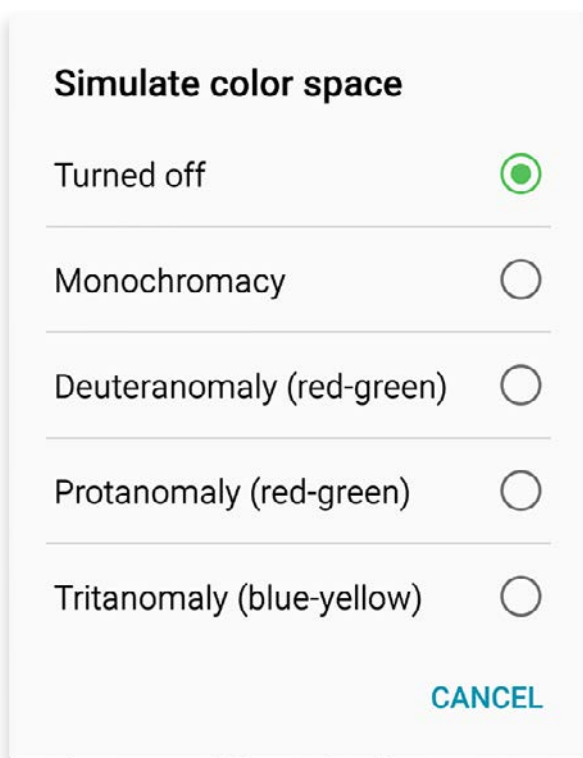 Simulate color space
Turned off
Monochromacy
Deuteranomaly (red-green)
Protanomaly (red-green)
Tritanomaly (blue-yellow)
CANCEL